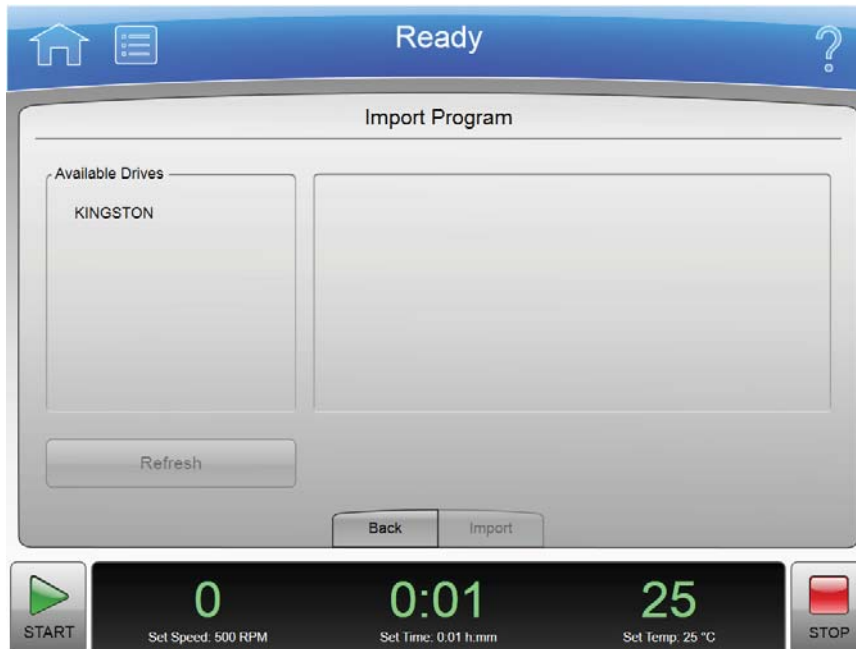 Ready
?
Import Program
Available Drives
KINGSTON
Refresh
Back
Import
START
0
0:01
25
STOP
Set Speed: 500 RPM
Set Time: 0:01 h:mm
Set Temp: 25 °C